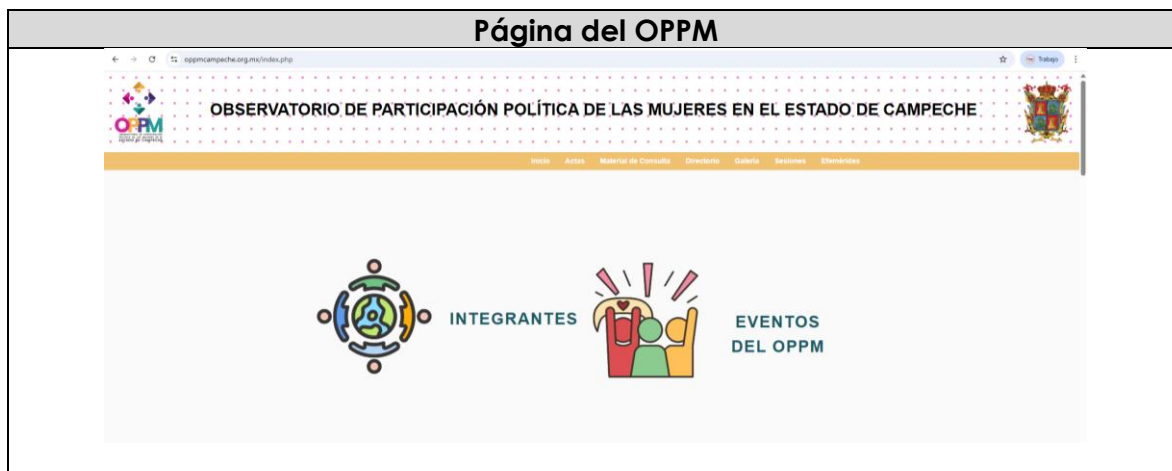 Página del OPPM
oppmcampeche.org.mx/index.php
Trabajo
OPPM
OBSERVATORIO DE PARTICIPACIÓN POLÍTICA DE LAS MUJERES EN EL ESTADO DE CAMPECHE
Inicio Actas Material de Consulta Directorio Galería Sesiones Efemérides
INTEGRANTES
EVENTOS
DEL OPPM